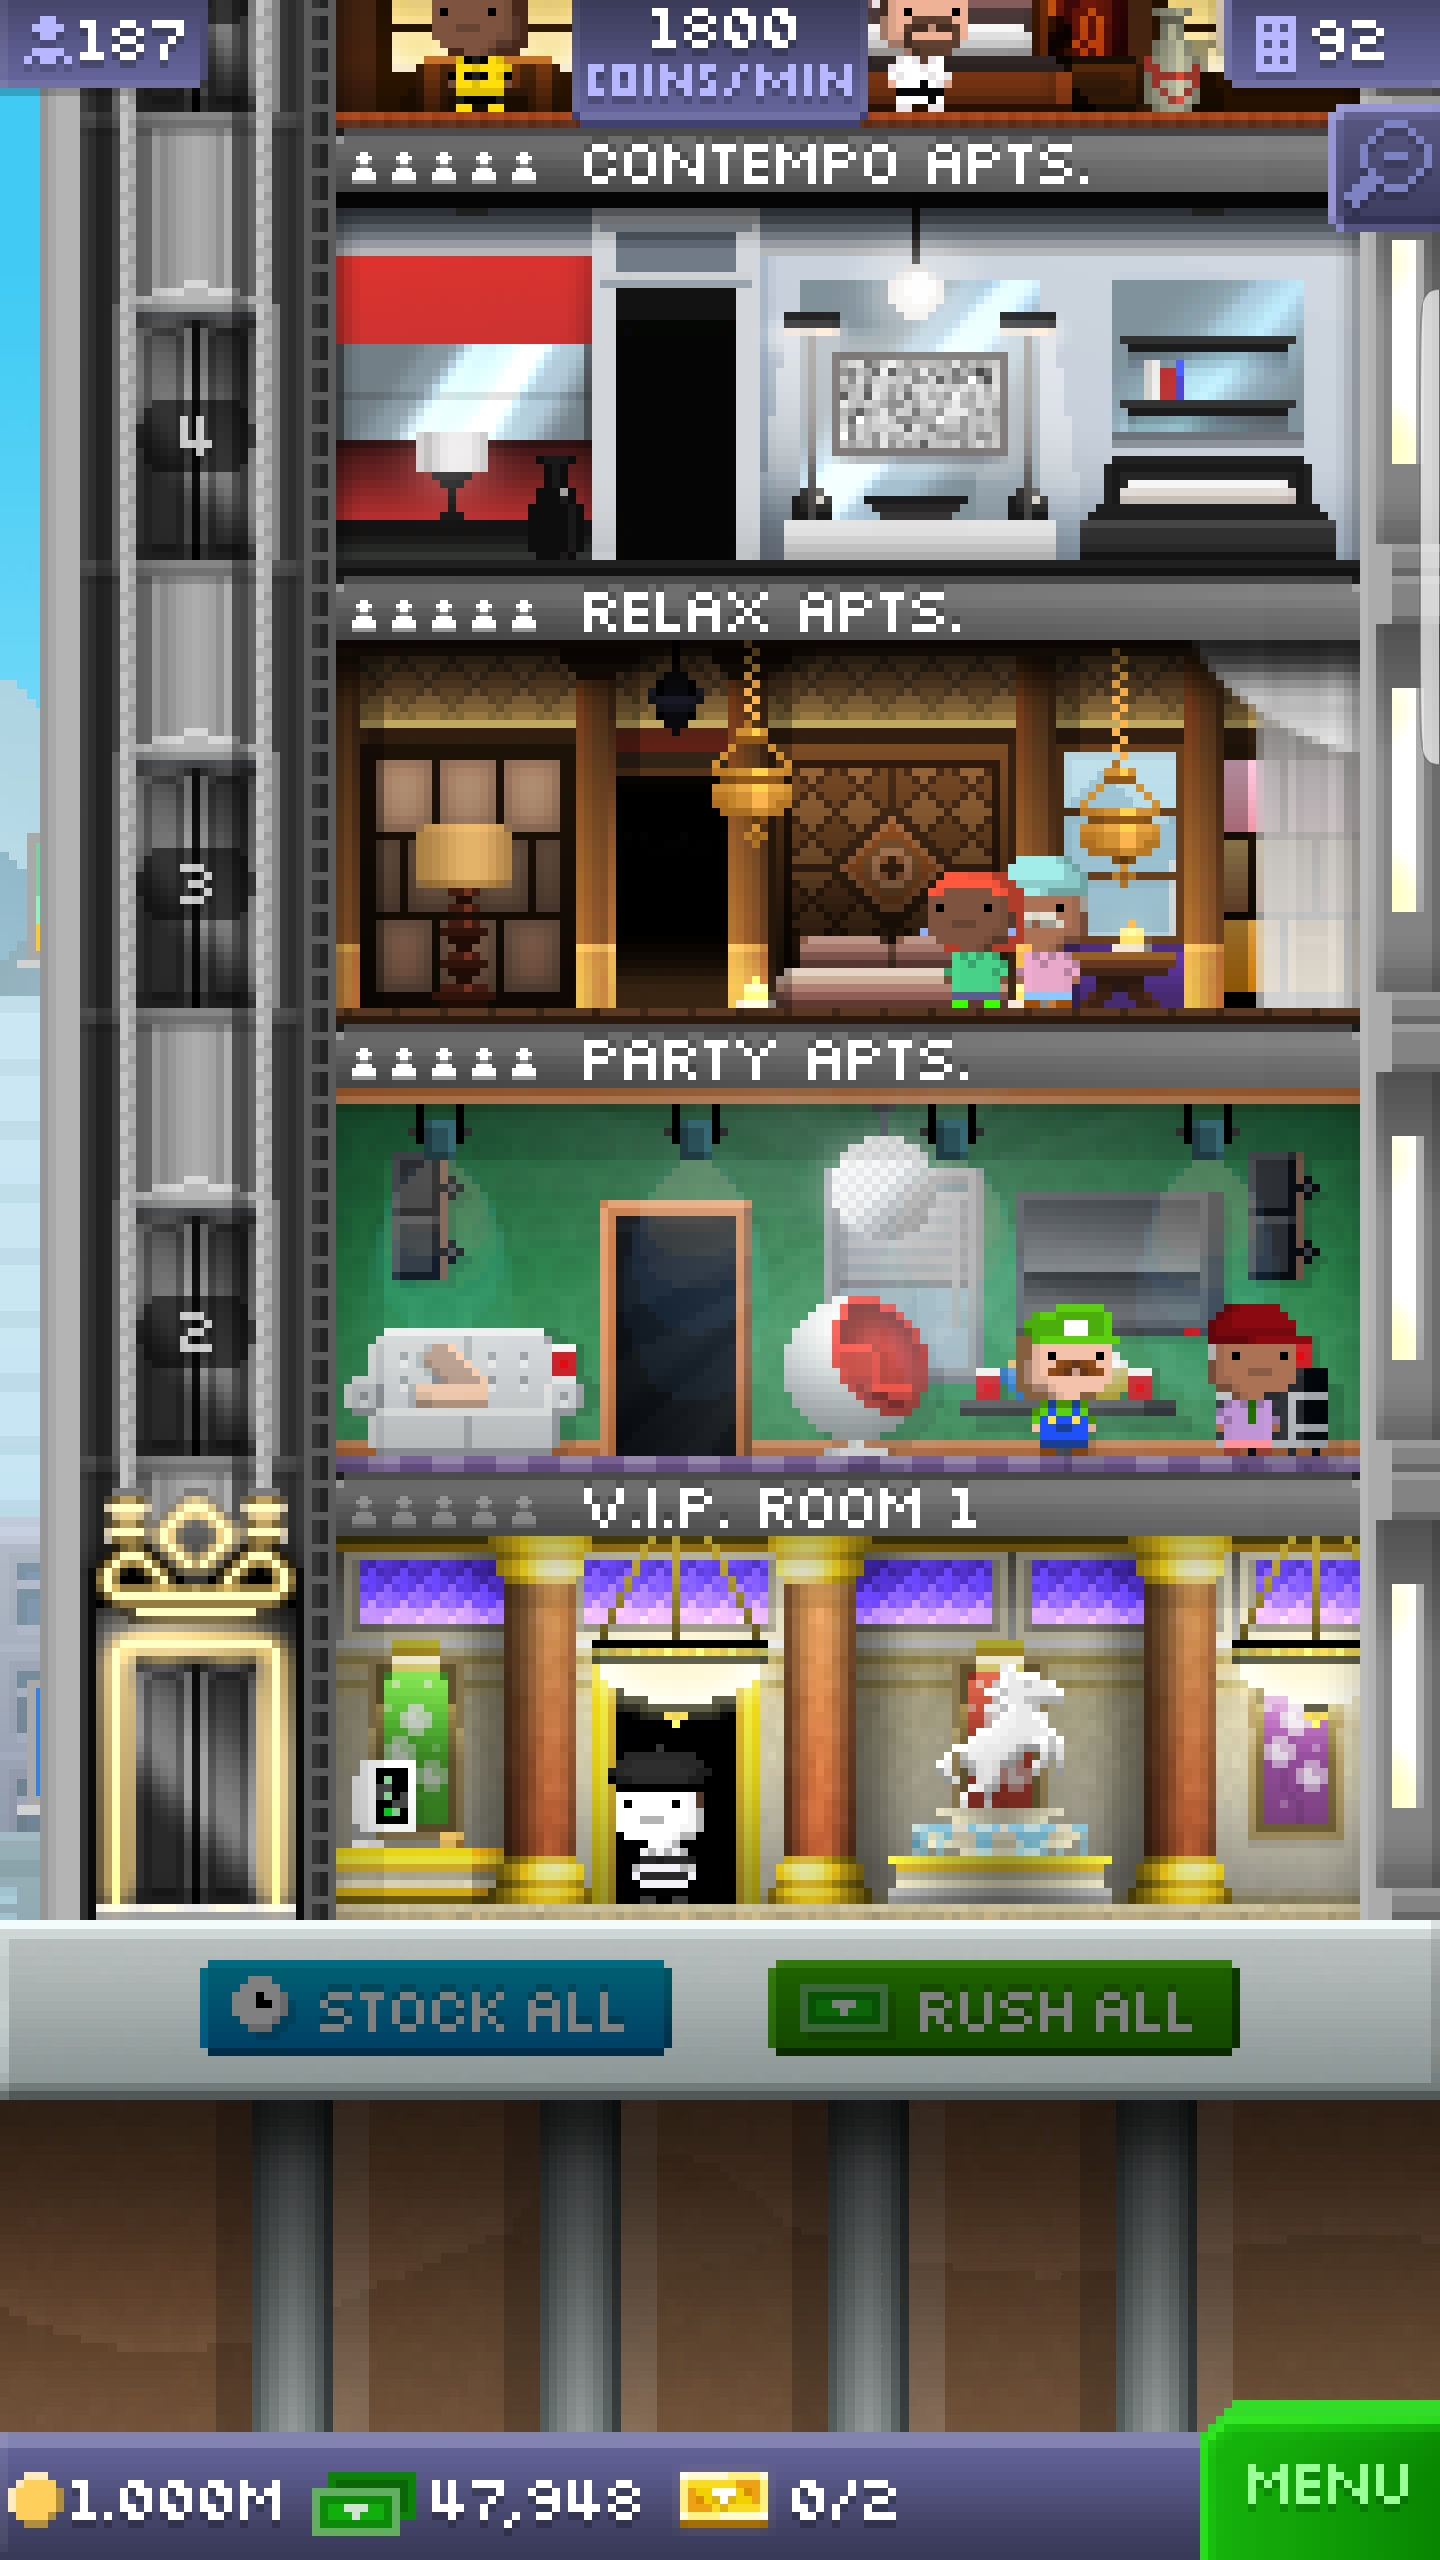 187
1800
COINS/MIN
92
CONTEMPO APTS.
4
RELAX APTS.
3
PARTY APTS.
2
V.I.P. ROOM 1
STOCK ALL
RUSH ALL
1.000M
47,948
0/2
MENU